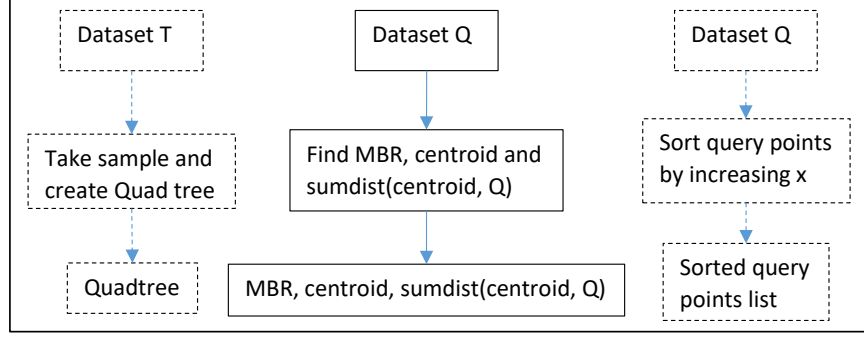 Dataset T
Take sample and
create Quad tree
Quadtree
Dataset Q
Find MBR, centroid and
sumdist(centroid, Q)
MBR, centroid, sumdist(centroid, Q)
Dataset Q
Sort query points
by increasing x
Sorted query
points list